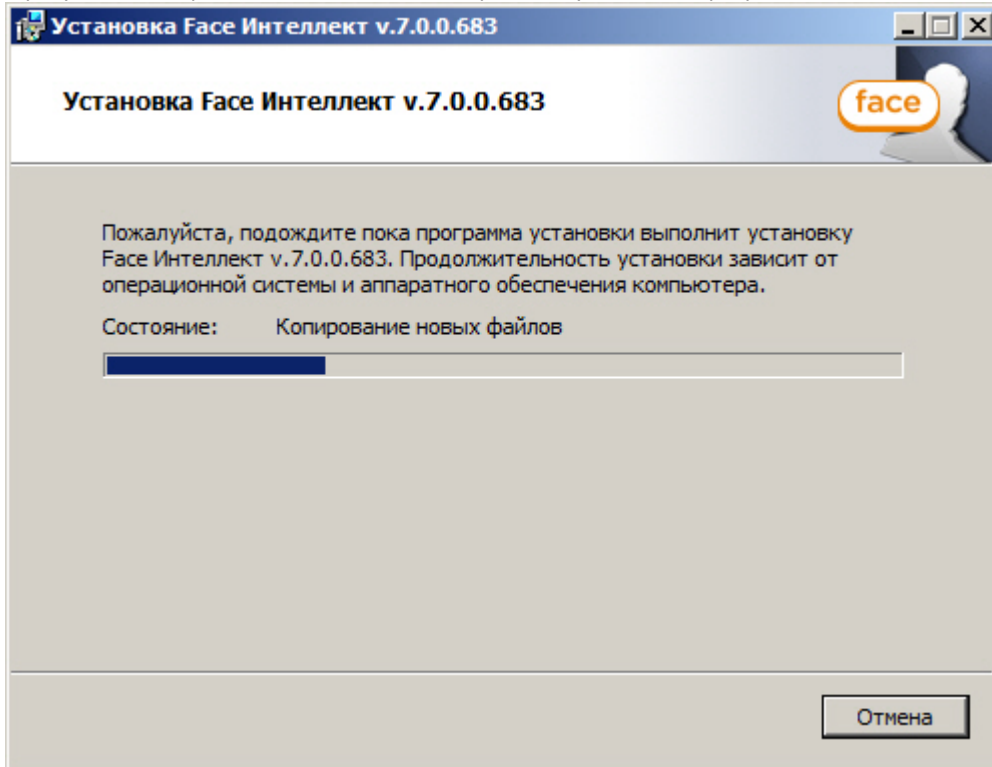 Установка Face Интеллект v.7.0.0.683
Установка Face Интеллект v.7.0.0.683
face
Пожалуйста, подождите пока программа установки выполнит установку
Face Интеллект v.7.0.0.683. Продолжительность установки зависит от
операционной системы и аппаратного обеспечения компьютера.
Состояние: Копирование новых файлов
Отмена